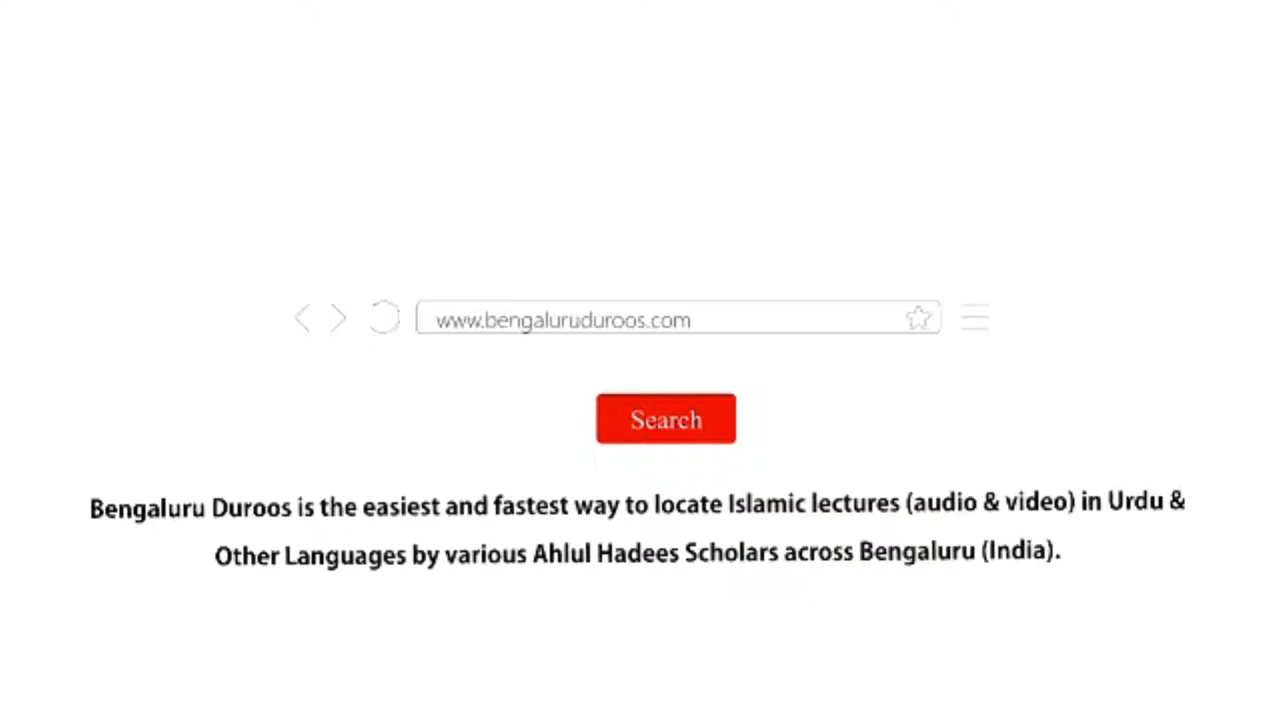 www.bengaluruduroos.com
Search
Bengaluru Duroos is the easiest and fastest way to locate Islamic lectures (audio & video) in Urdu &
Other Languages by various Ahlul Hadees Scholars across Bengaluru (India).